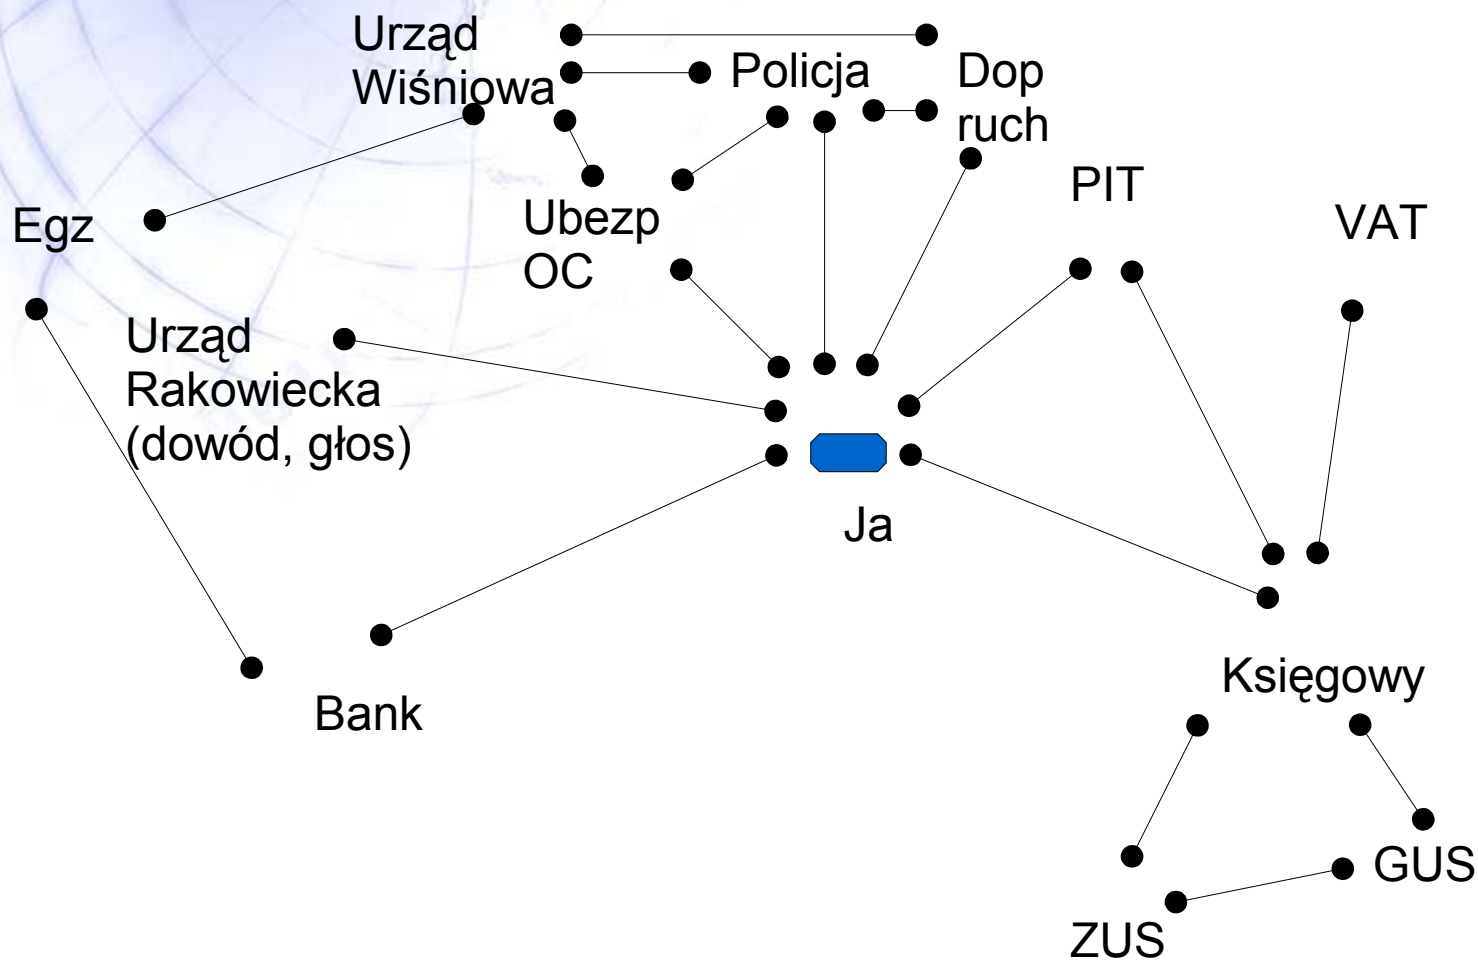 Urząd
Wiśniowa
Policja
Dop
ruch
PIT
VAT
Egz
Ubezp
OC
Urząd
Rakowiecka
(dowód, głos)
Ja
Bank
Księgowy
GUS
ZUS